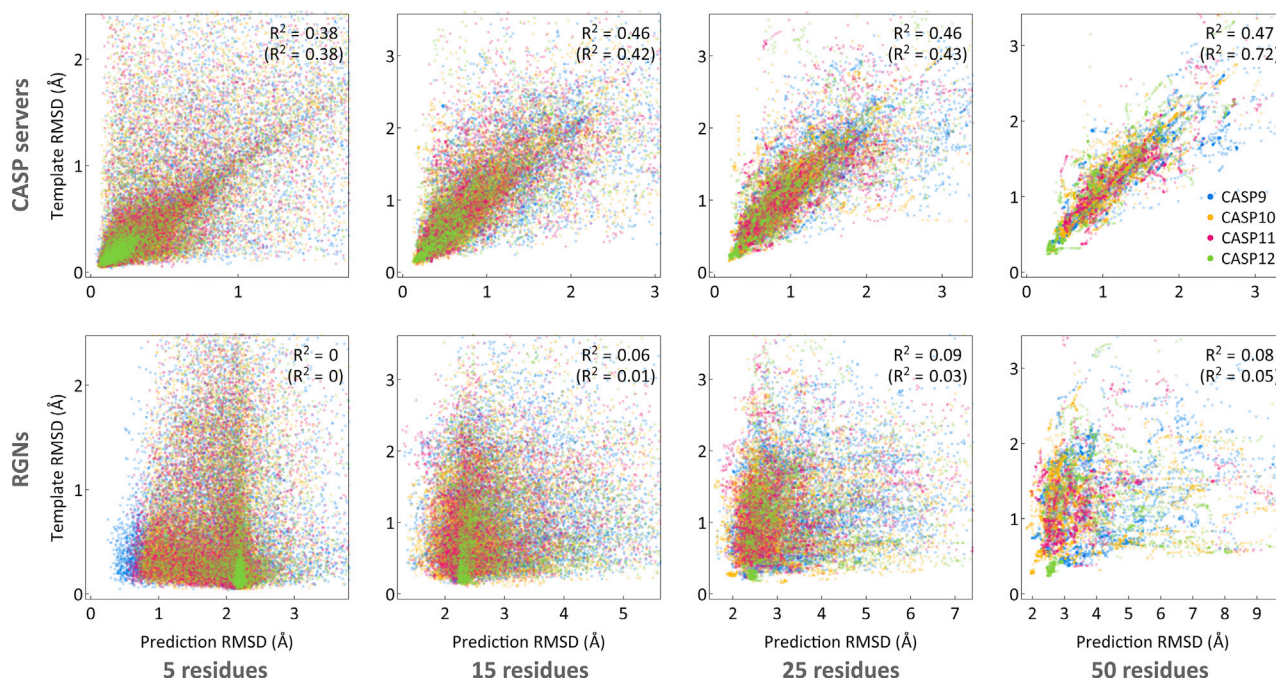 CASP servers
Template RMSD (Å)
2
1
0
0
1
R² = 0.38
(R² = 0.38)
3
2
1
0
0
1
2
3
R² = 0.46
(R² = 0.42)
3
2
1
0
0
1
2
3
R² = 0.46
(R² = 0.43)
3
2
1
0
0
1
2
3
R² = 0.47
(R² = 0.72)
CASP9
CASP10
CASP11
CASP12
RGNs
Template RMSD (Å)
2
1
0
0
1
2
3
R² = 0
(R² = 0)
Prediction RMSD (Å)
5 residues
3
2
1
0
2
3
4
5
R² = 0.06
(R² = 0.01)
Prediction RMSD (Å)
15 residues
3
2
1
0
2
3
4
5
6
7
R² = 0.09
(R² = 0.03)
Prediction RMSD (Å)
25 residues
3
2
1
0
2
3
4
5
6
7
8
9
R² = 0.08
(R² = 0.05)
Prediction RMSD (Å)
50 residues